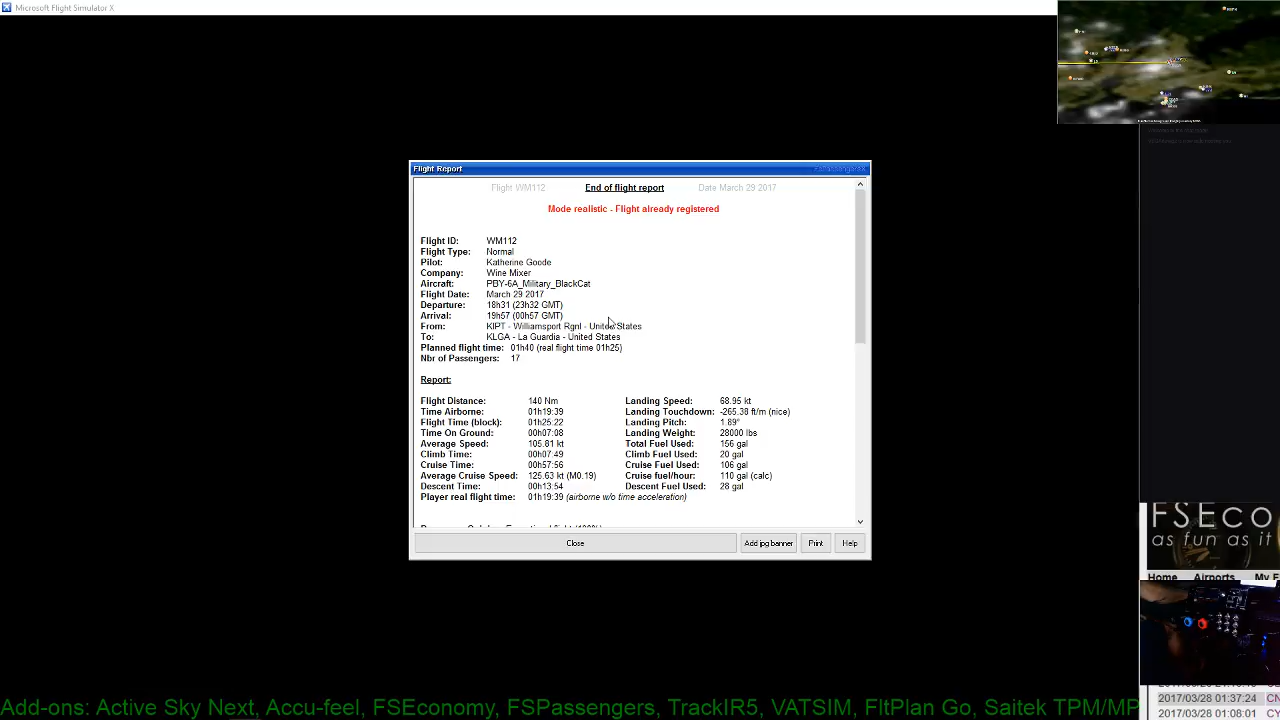 Microsoft Flight Simulator X
Flight Report
FsPassengersX
Flight WM112 End of flight report Date March 29 2017
Mode realistic - Flight already registered
Flight ID: WM112
Flight Type: Normal
Pilot: Katherine Goode
Company: Wine Mixer
Aircraft: PBY-6A_Military_BlackCat
Flight Date: March 29 2017
Departure: 18h31 (23h32 GMT)
Arrival: 19h57 (00h57 GMT)
From: KIPT - Williamsport Rgnl - United States
To: KLGA - La Guardia - United States
Planned flight time: 01h40 (real flight time 01h25)
Nbr of Passengers: 17
Report:
Flight Distance: 140 Nm Landing Speed: 68.95 kt
Time Airborne: 01h19:39 Landing Touchdown: -265.38 ft/m (nice)
Flight Time (block): 01h25:22 Landing Pitch: 1.89°
Time On Ground: 00h07:08 Landing Weight: 28000 lbs
Average Speed: 105.81 kt Total Fuel Used: 156 gal
Climb Time: 00h07:49 Climb Fuel Used: 20 gal
Cruise Time: 00h57:56 Cruise Fuel Used: 106 gal
Average Cruise Speed: 125.63 kt (M0.19) Cruise fuel/hour: 110 gal (calc)
Descent Time: 00h13:54 Descent Fuel Used: 28 gal
Player real flight time: 01h19:39 (airborne w/o time acceleration)
Close Add jpg banner Print Help
FSECO
as fun as it
Home Airports My F
2017/03/28 01:37:24 CN
2017/03/28 01:08:01 CY
Add-ons: Active Sky Next, Accu-feel, FSEconomy, FSPassengers, TrackIR5, VATSIM, FltPlan Go, Saitek TPM/MP